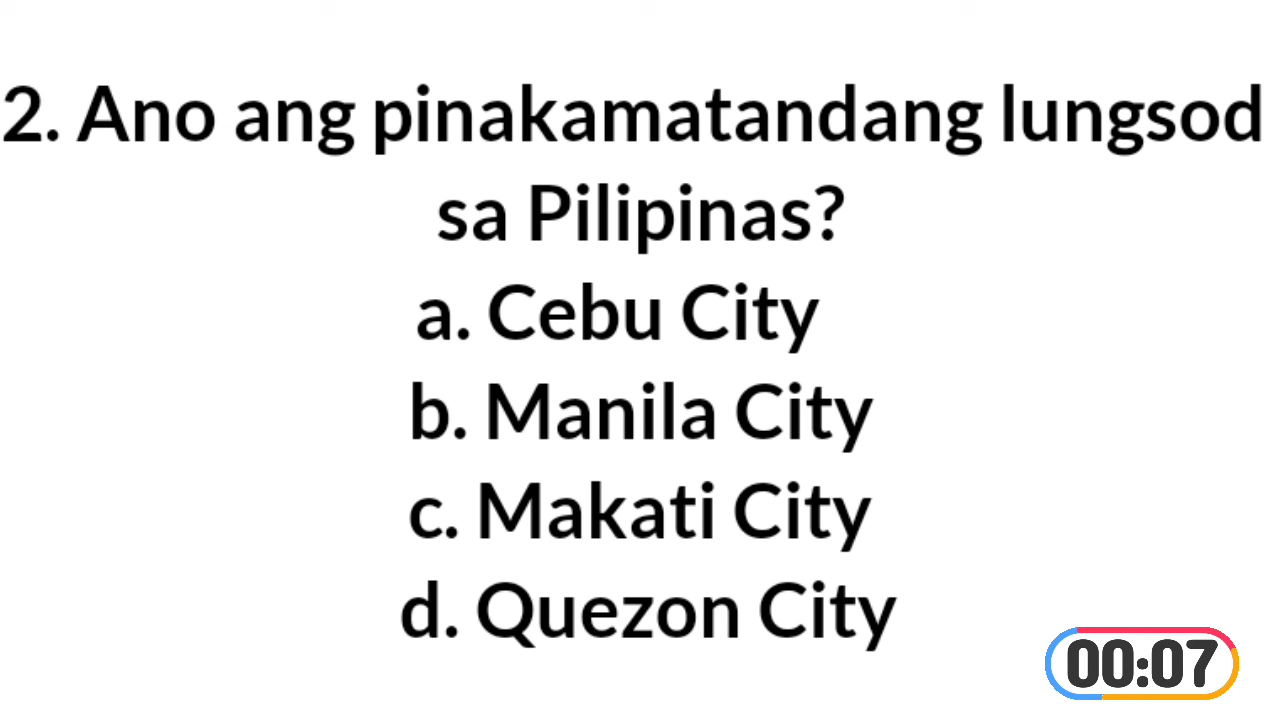 2. Ano ang pinakamatandang lungsod
sa Pilipinas?
a. Cebu City
b. Manila City
c. Makati City
d. Quezon City
00:07